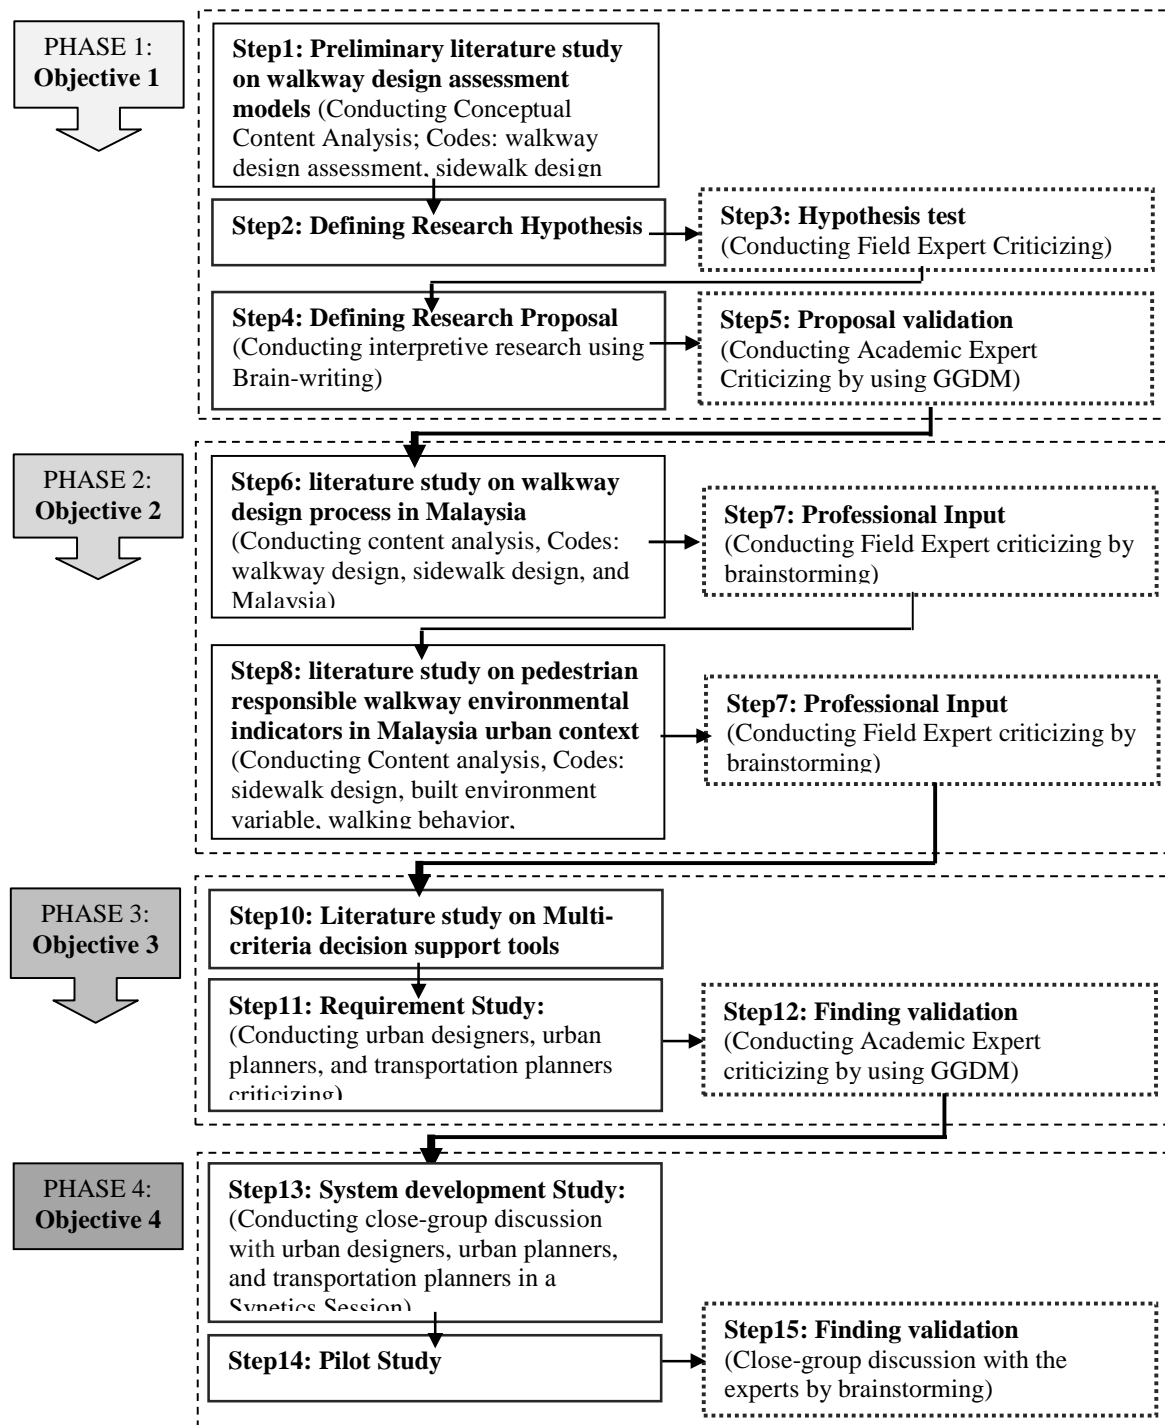 PHASE 1:
Objective 1
Step1: Preliminary literature study
on walkway design assessment
models (Conducting Conceptual
Content Analysis; Codes: walkway
design assessment, sidewalk design
Step2: Defining Research Hypothesis
Step3: Hypothesis test
(Conducting Field Expert Criticizing)
Step4: Defining Research Proposal
(Conducting interpretive research using
Brain-writing)
Step5: Proposal validation
(Conducting Academic Expert
Criticizing by using GGDM)
PHASE 2:
Objective 2
Step6: literature study on walkway
design process in Malaysia
(Conducting content analysis, Codes:
walkway design, sidewalk design, and
Malaysia)
Step7: Professional Input
(Conducting Field Expert criticizing by
brainstorming)
Step8: literature study on pedestrian
responsible walkway environmental
indicators in Malaysia urban context
(Conducting Content analysis, Codes:
sidewalk design, built environment
variable, walking behavior,
Step7: Professional Input
(Conducting Field Expert criticizing by
brainstorming)
PHASE 3:
Objective 3
Step10: Literature study on Multi-
criteria decision support tools
Step11: Requirement Study:
(Conducting urban designers, urban
planners, and transportation planners
criticizing)
Step12: Finding validation
(Conducting Academic Expert
criticizing by using GGDM)
PHASE 4:
Objective 4
Step13: System development Study:
(Conducting close-group discussion
with urban designers, urban planners,
and transportation planners in a
Synetics Session)
Step14: Pilot Study
Step15: Finding validation
(Close-group discussion with the
experts by brainstorming)